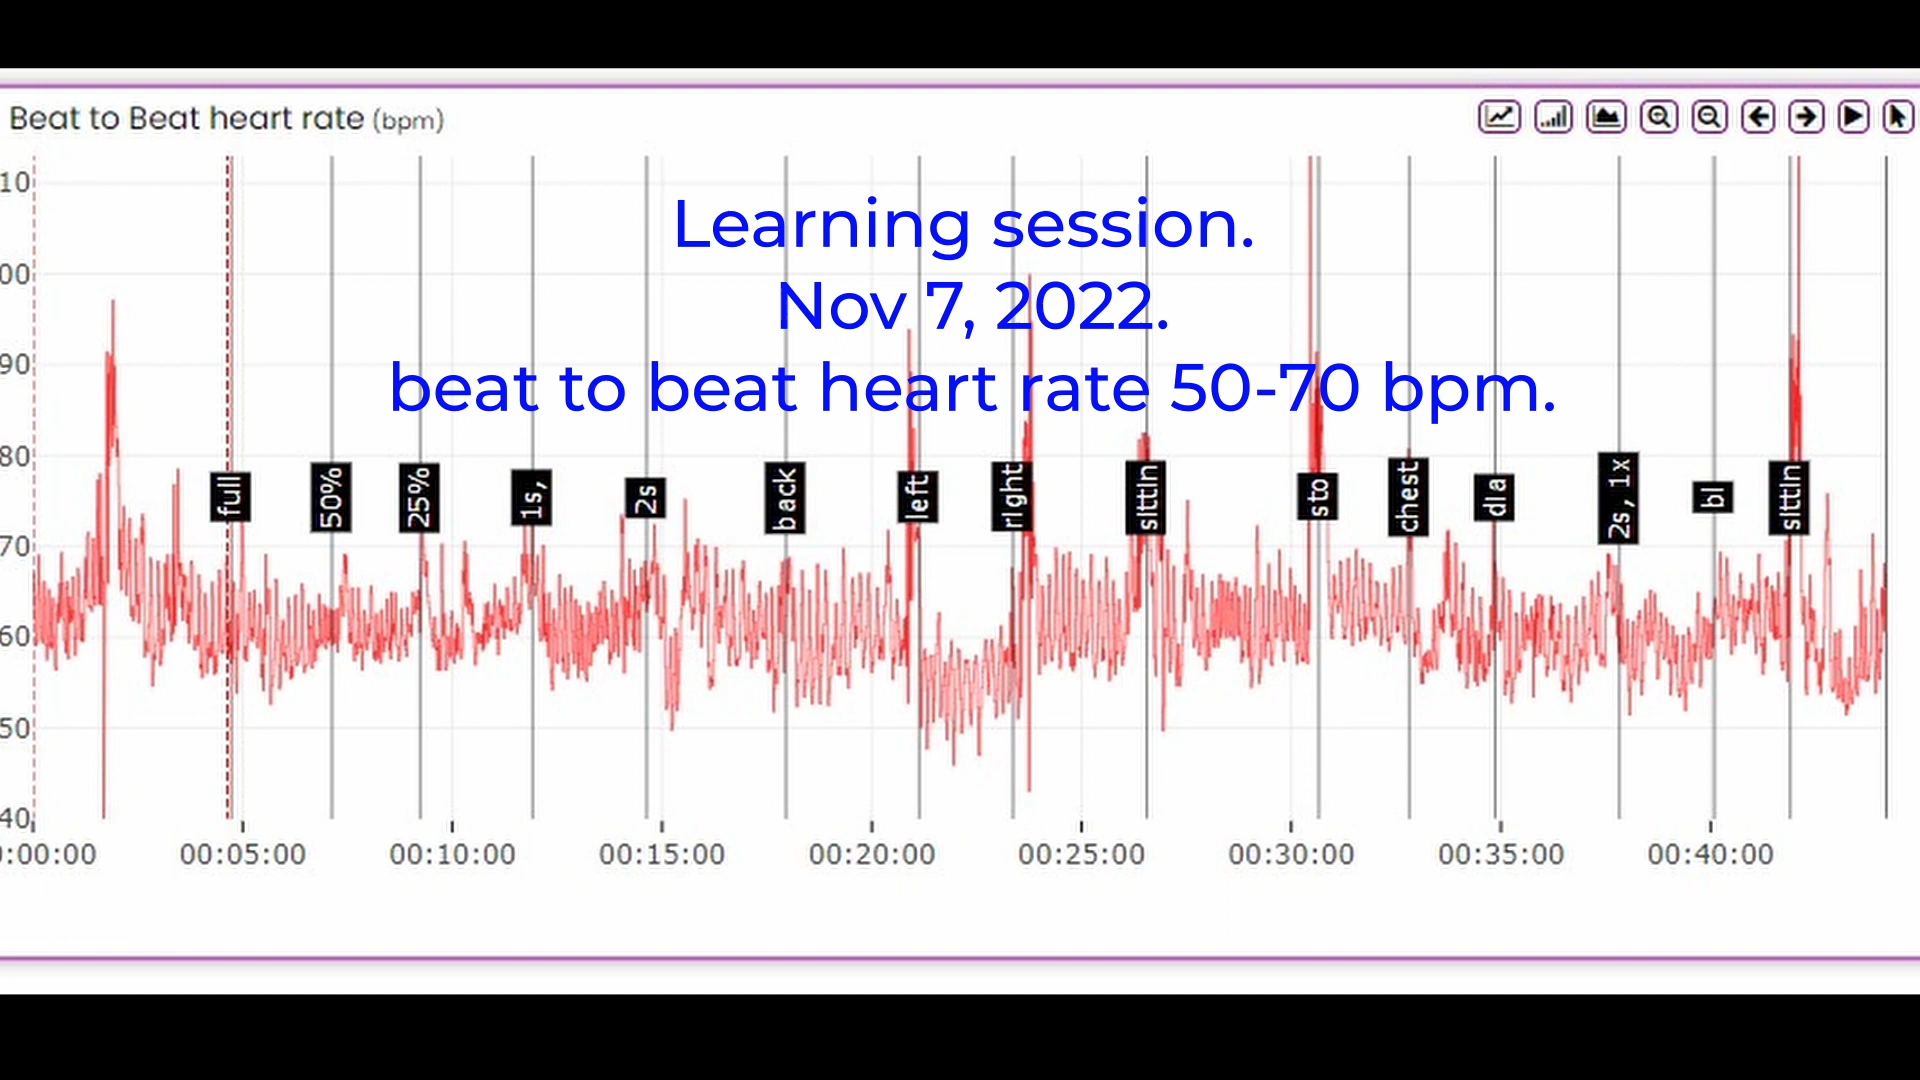 Beat to Beat heart rate (bpm)
Learning session.
Nov 7, 2022.
beat to beat heart rate 50-70 bpm.
10
00
90
80
70
60
50
40
full
50%
25%
1s,
2s
back
left
right
sittin
sto
chest
dia
2s, 1x
bl
sittin
:00:00
00:05:00
00:10:00
00:15:00
00:20:00
00:25:00
00:30:00
00:35:00
00:40:00